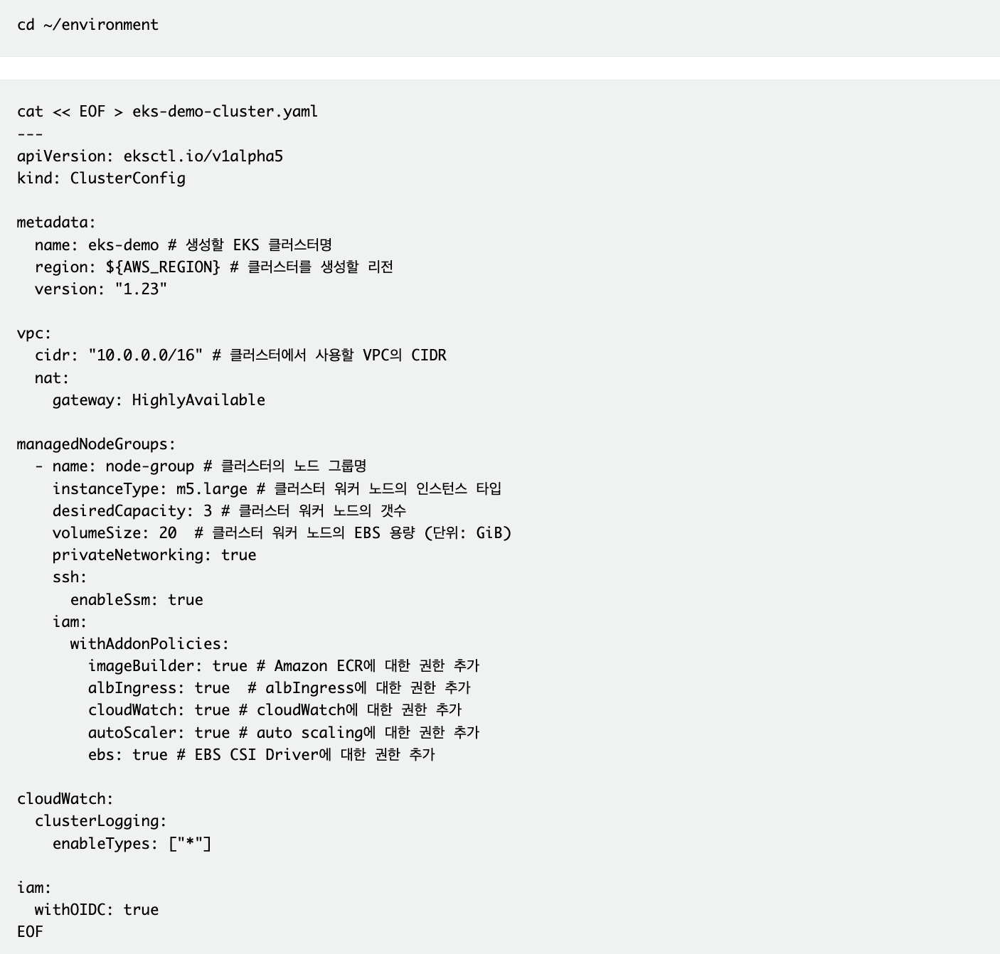 cd ~/environment
cat << EOF > eks-demo-cluster.yaml
---
apiVersion: eksctl.io/v1alpha5
kind: ClusterConfig

metadata:
  name: eks-demo # 생성할 EKS 클러스터명
  region: ${AWS_REGION} # 클러스터를 생성할 리전
  version: "1.23"

vpc:
  cidr: "10.0.0.0/16" # 클러스터에서 사용할 VPC의 CIDR
  nat:
    gateway: HighlyAvailable

managedNodeGroups:
  - name: node-group # 클러스터의 노드 그룹명
    instanceType: m5.large # 클러스터 워커 노드의 인스턴스 타입
    desiredCapacity: 3 # 클러스터 워커 노드의 갯수
    volumeSize: 20  # 클러스터 워커 노드의 EBS 용량 (단위: GiB)
    privateNetworking: true
    ssh:
      enableSsm: true
    iam:
      withAddonPolicies:
        imageBuilder: true # Amazon ECR에 대한 권한 추가
        albIngress: true  # albIngress에 대한 권한 추가
        cloudWatch: true # cloudWatch에 대한 권한 추가
        autoScaler: true # auto scaling에 대한 권한 추가
        ebs: true # EBS CSI Driver에 대한 권한 추가

cloudWatch:
  clusterLogging:
    enableTypes: ["*"]

iam:
  withOIDC: true
EOF